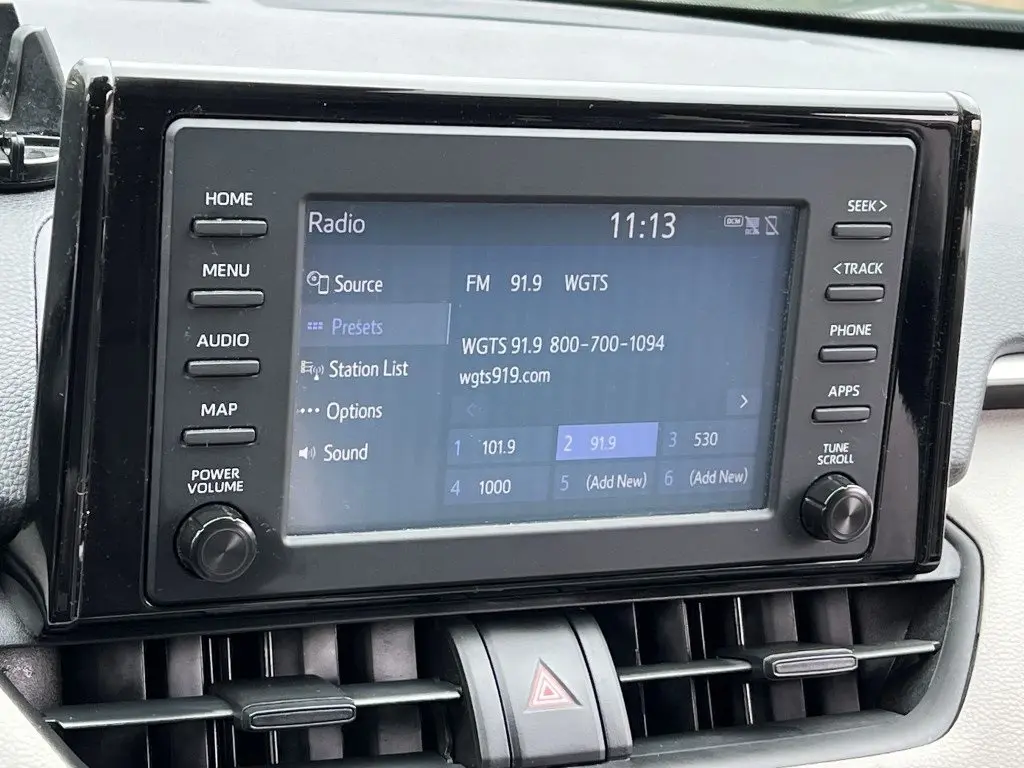 HOME
MENU
AUDIO
MAP
POWER
VOLUME
Radio
11:13
DCM
Source
Presets
Station List
Options
Sound
FM 91.9 WGTS
WGTS 91.9 800-700-1094
wgts919.com
1 101.9 2 91.9 3 530
4 1000 5 (Add New) 6 (Add New)
SEEK>
<TRACK
PHONE
APPS
TUNE
SCROLL